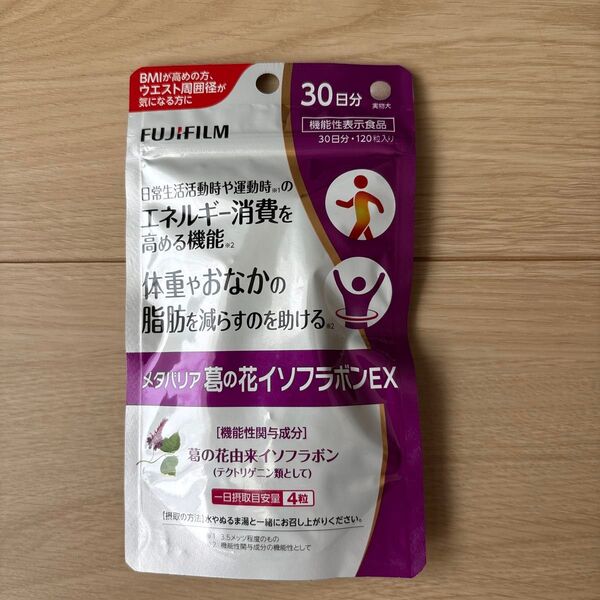 BMIが高めの方、
ウエスト周囲径が
気になる方に
30日分
実物大
FUJIFILM
機能性表示食品
30日分・120粒入り
日常生活活動時や運動時※1の
エネルギー消費を
高める機能※2
体重やおなかの
脂肪を減らすのを助ける※2
メタバリア 葛の花イソフラボンEX
[機能性関与成分]
葛の花由来イソフラボン
(テクトリゲニン類として)
一日摂取目安量 4粒
[摂取の方法]水やぬるま湯と一緒にお召し上がりください。
※1 3.5メッツ程度のもの
※2 機能性関与成分の機能性として